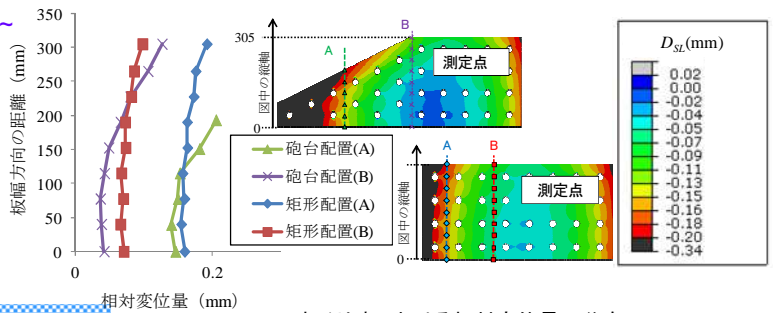 ~
350
300
250
200
150
100
50
0
板幅方向の距離(mm)
0
0.2
相対変位量(mm)
砲台配置(A)
砲台配置(B)
矩形配置(A)
矩形配置(B)
305
0
図中の縦軸
A
B
測定点
0
図中の縦軸
A
B
測定点
D_SL(mm)
0.02
0.00
-0.02
-0.04
-0.05
-0.07
-0.09
-0.11
-0.13
-0.15
-0.16
-0.18
-0.20
-0.34